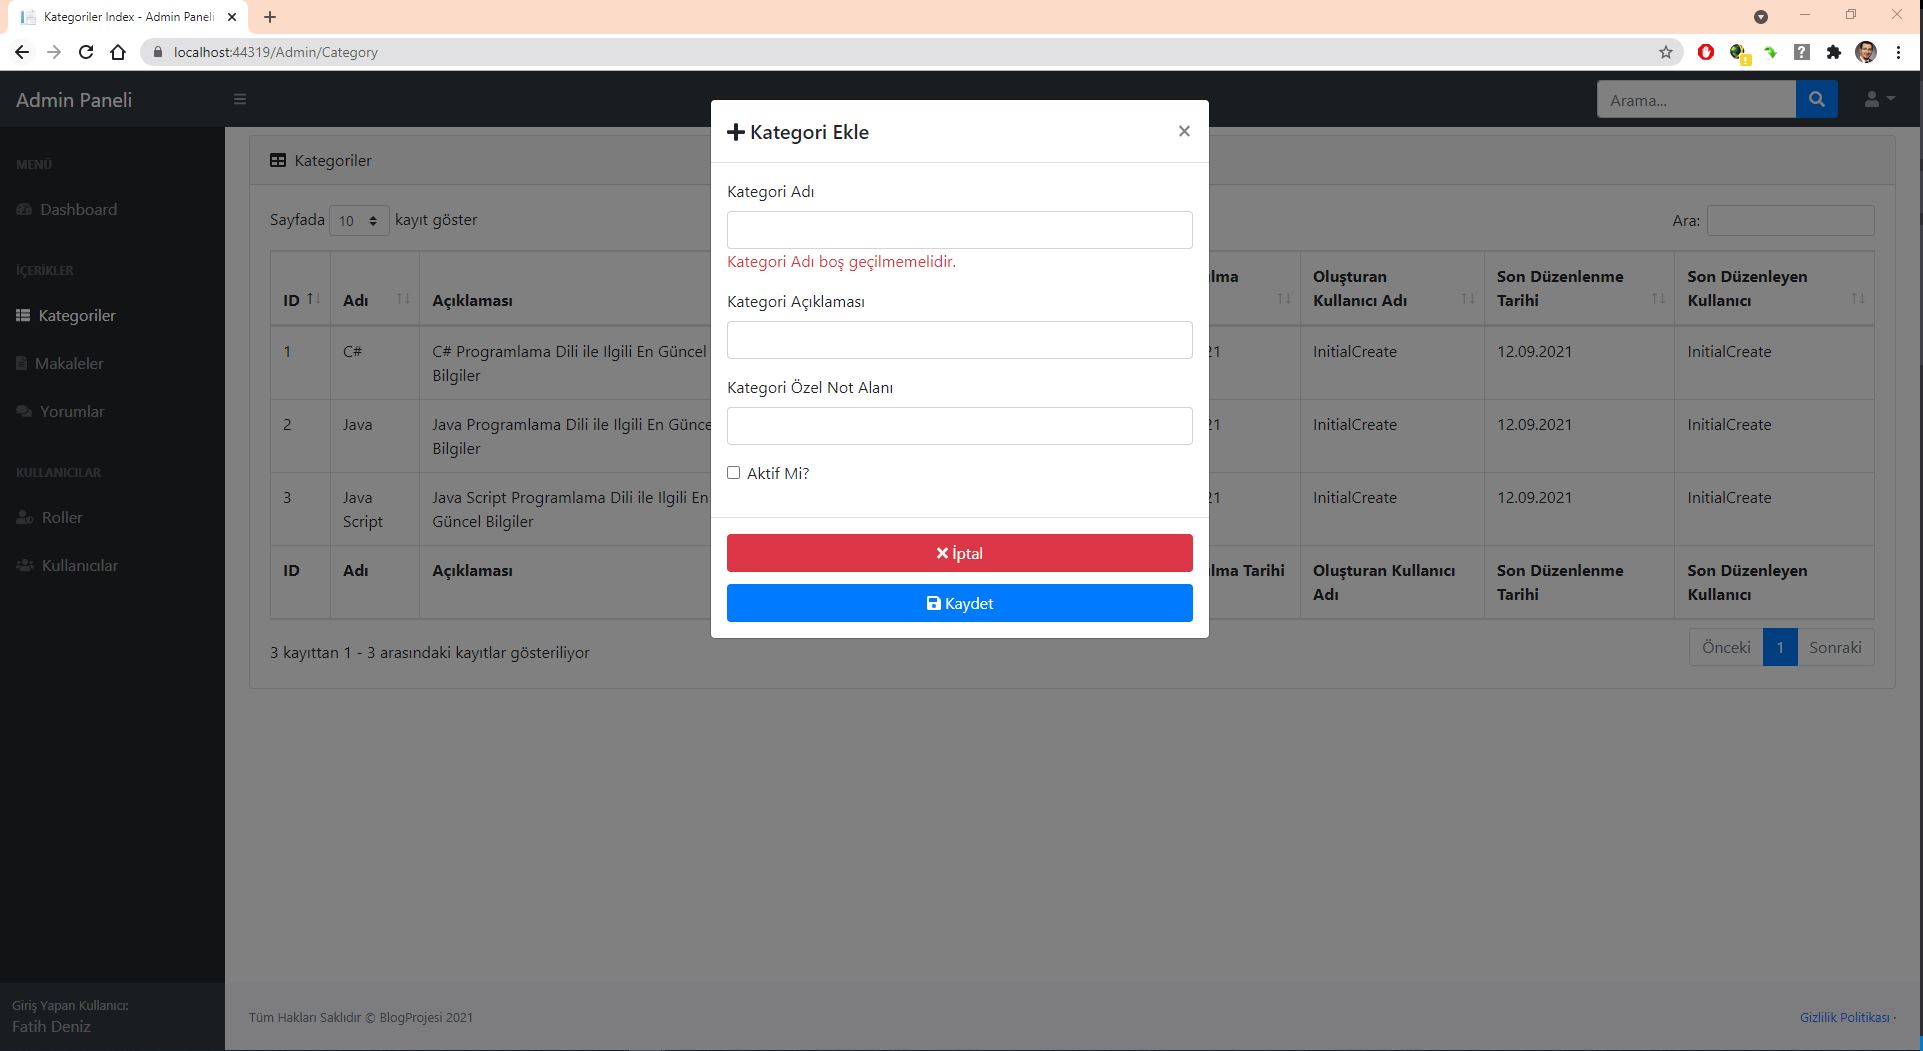 Kategoriler Index - Admin Paneli
localhost:44319/Admin/Category
Admin Paneli
Arama...
MENÜ
Dashboard
İÇERİKLER
Kategoriler
Makaleler
Yorumlar
KULLANICILAR
Roller
Kullanıcılar
Giriş Yapan Kullanıcı:
Fatih Deniz
Kategoriler
Sayfada 10 kayıt göster
Ara:
ID Adı Açıklaması lma Oluşturan Kullanıcı Adı Son Düzenlenme Tarihi Son Düzenleyen Kullanıcı
1 C# C# Programlama Dili ile Ilgili En Güncel 21 InitialCreate 12.09.2021 InitialCreate
Bilgiler
2 Java Java Programlama Dili ile Ilgili En Günce 21 InitialCreate 12.09.2021 InitialCreate
Bilgiler
3 Java Java Script Programlama Dili ile Ilgili En 21 InitialCreate 12.09.2021 InitialCreate
Script Güncel Bilgiler
ID Adı Açıklaması lma Tarihi Oluşturan Kullanıcı Son Düzenlenme Son Düzenleyen
Adı Tarihi Kullanıcı
3 kayıttan 1 - 3 arasındaki kayıtlar gösteriliyor
Önceki 1 Sonraki
Kategori Ekle ×
Kategori Adı
Kategori Adı boş geçilmemelidir.
Kategori Açıklaması
Kategori Özel Not Alanı
Aktif Mi?
İptal
Kaydet
Tüm Hakları Saklıdır © BlogProjesi 2021
Gizlilik Politikası ·